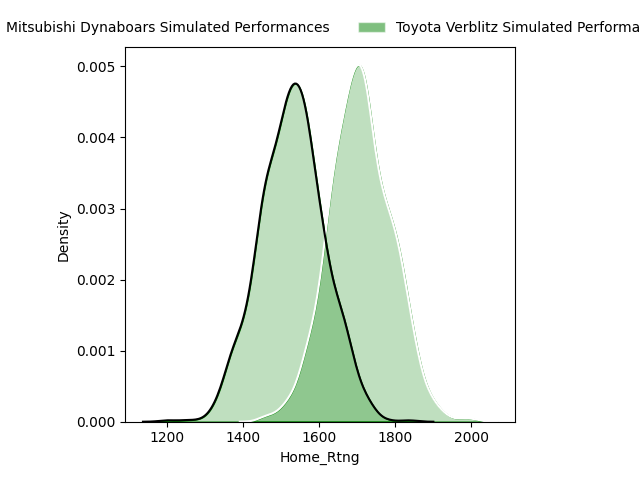 Mitsubishi Dynaboars Simulated Performances
Toyota Verblitz Simulated Performa
0.005
0.004
0.003
0.002
0.001
0.000
Density
1200 1400 1600 1800 2000
Home_Rtng